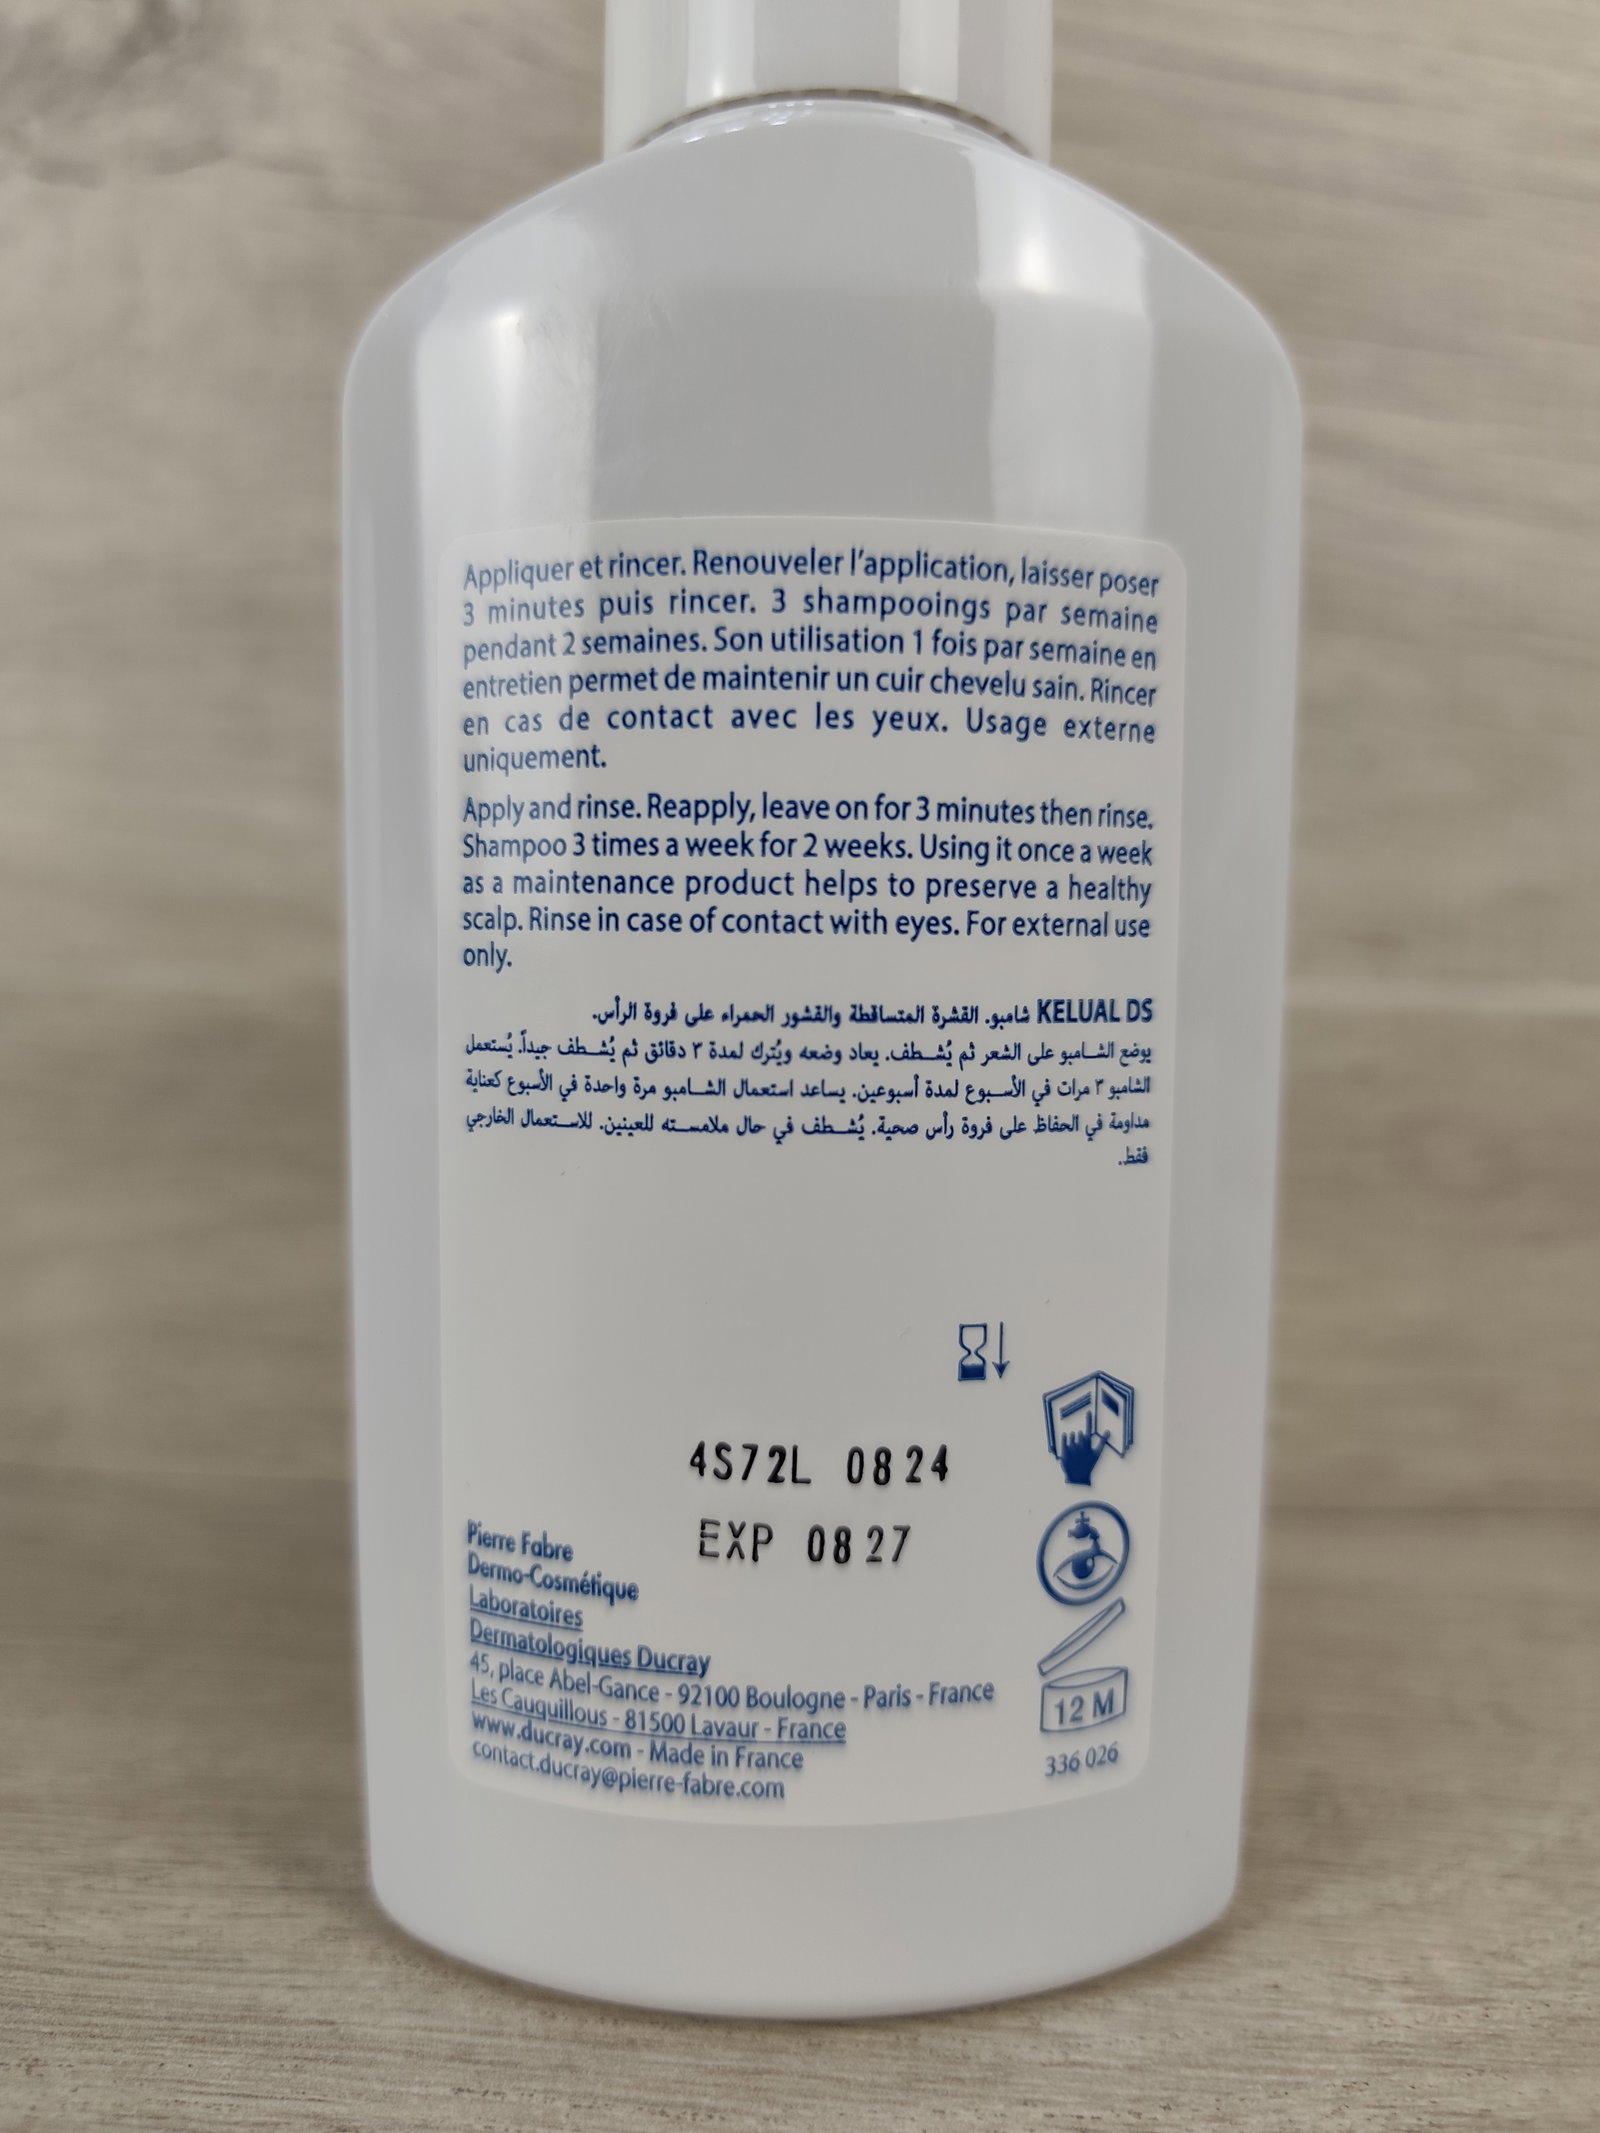 Appliquer et rincer. Renouveler l'application, laisser poser
3 minutes puis rincer. 3 shampooings par semaine
pendant 2 semaines. Son utilisation 1 fois par semaine en
entretien permet de maintenir un cuir chevelu sain. Rincer
en cas de contact avec les yeux. Usage externe
uniquement.
Apply and rinse. Reapply, leave on for 3 minutes then rinse.
Shampoo 3 times a week for 2 weeks. Using it once a week
as a maintenance product helps to preserve a healthy
scalp. Rinse in case of contact with eyes. For external use
only.
KELUAL DS شامبو. القشرة المتساقطة والقشور الحمراء على فروة الرأس.
يوضع الشامبو على الشعر ثم يُشطف. يعاد وضعه ويُترك لمدة ٣ دقائق ثم يُشطف جيداً. يُستعمل
الشامبو ٣ مرات في الأسبوع لمدة أسبوعين. يساعد استعمال الشامبو مرة واحدة في الأسبوع كعناية
مداومة في الحفاظ على فروة رأس صحية. يُشطف في حال ملامسته للعينين. للاستعمال الخارجي
فقط.
4S72L 0824
EXP 0827
Pierre Fabre
Dermo-Cosmétique
Laboratoires
Dermatologiques Ducray
45, place Abel-Gance - 92100 Boulogne - Paris - France
Les Cauquillous - 81500 Lavaur - France
www.ducray.com - Made in France
contact.ducray@pierre-fabre.com
12 M
336 026